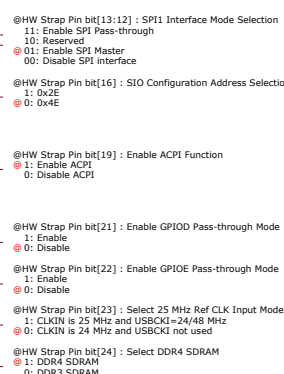 @HW Strap Pin bit[13:12] : SPI1 Interface Mode Selection
11: Enable SPI Pass-through
10: Reserved
@ 01: Enable SPI Master
00: Disable SPI interface
@HW Strap Pin bit[16] : SIO Configuration Address Selectio
1: 0x2E
@ 0: 0x4E
@HW Strap Pin bit[19] : Enable ACPI Function
@ 1: Enable ACPI
0: Disable ACPI
@HW Strap Pin bit[21] : Enable GPIOD Pass-through Mode
1: Enable
@ 0: Disable
@HW Strap Pin bit[22] : Enable GPIOE Pass-through Mode
1: Enable
@ 0: Disable
@HW Strap Pin bit[23] : Select 25 MHz Ref CLK Input Mode
1: CLKIN is 25 MHz and USBCKI=24/48 MHz
@ 0: CLKIN is 24 MHz and USBCKI not used
@HW Strap Pin bit[24] : Select DDR4 SDRAM
@ 1: DDR4 SDRAM
0: DDR3 SDRAM